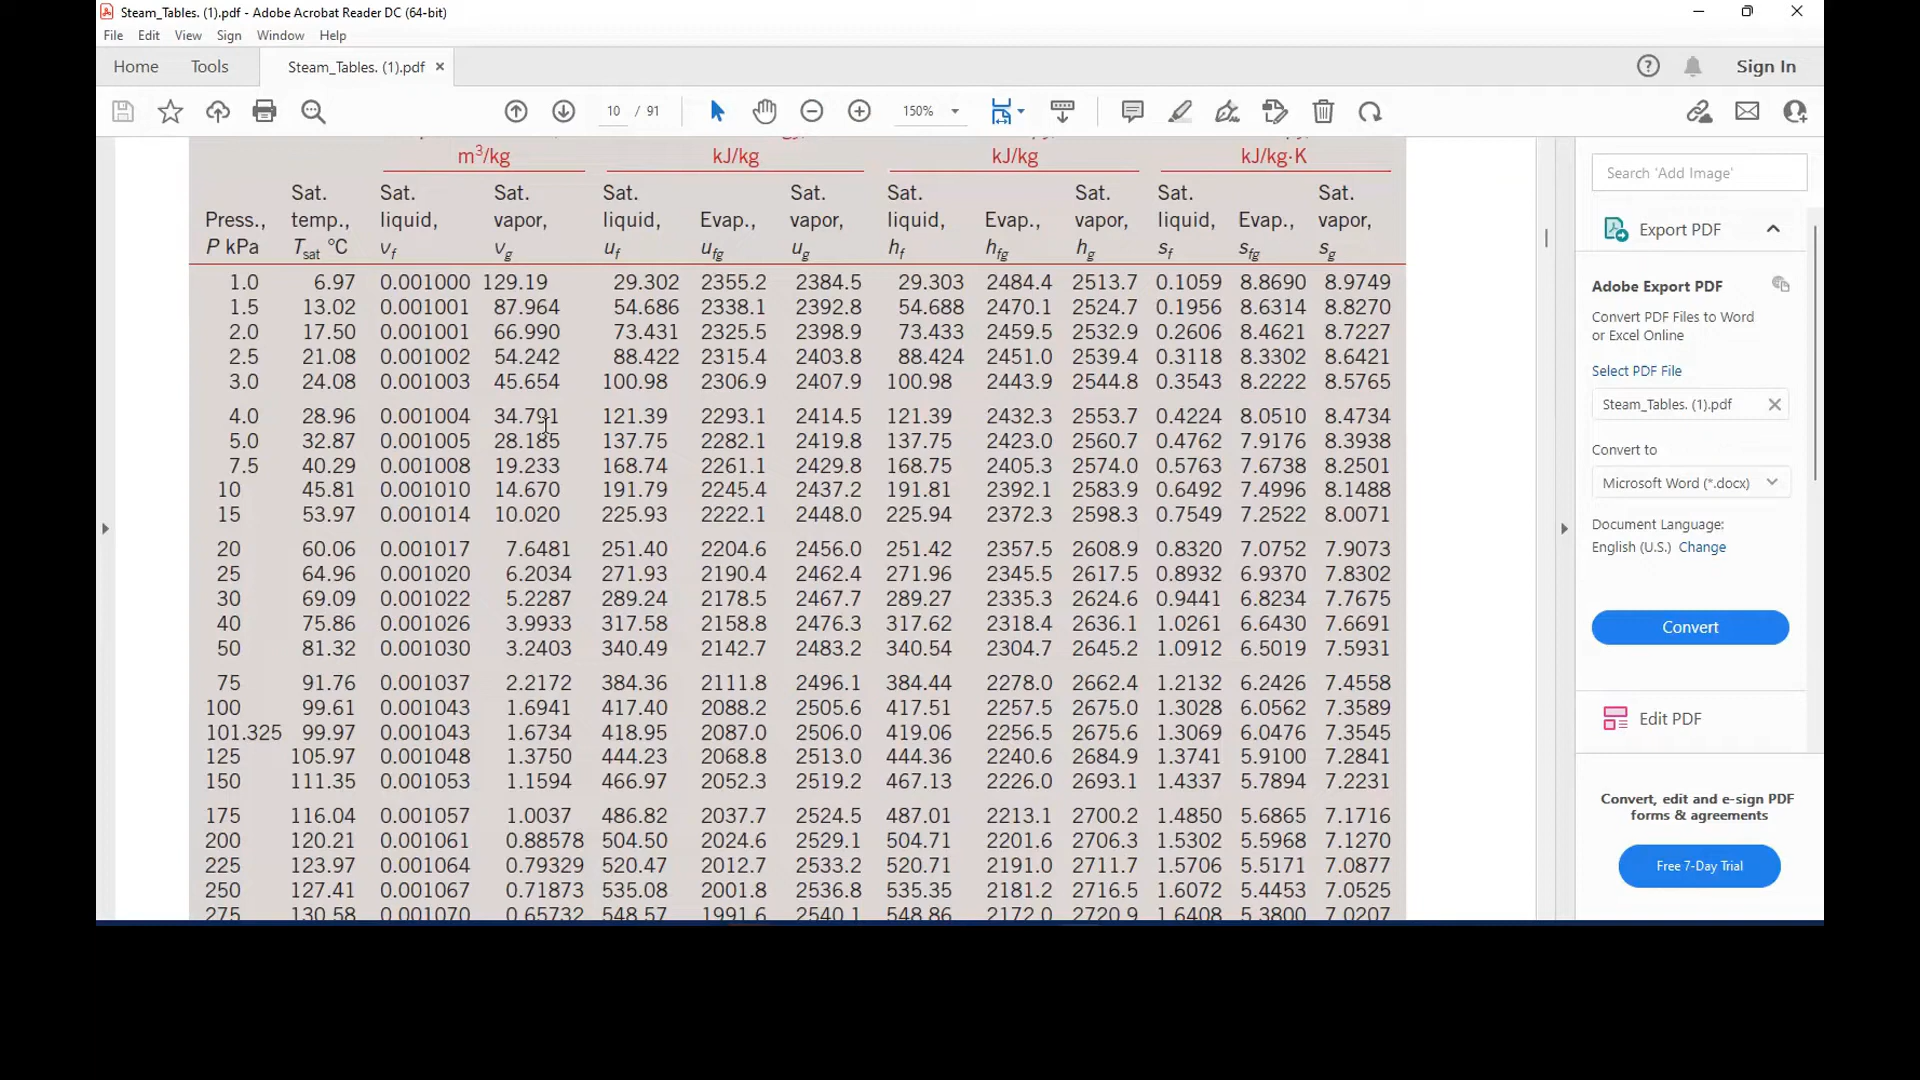 Steam_Tables. (1).pdf - Adobe Acrobat Reader DC (64-bit)
File Edit View Sign Window Help
Home Tools Steam_Tables. (1).pdf × Sign In
10 / 91 150%
m³/kg kJ/kg kJ/kg kJ/kg·K
Sat. Sat. Sat. Sat. Sat. Sat. Sat. Sat. Sat.
Press., temp., liquid, vapor, liquid, Evap., vapor, liquid, Evap., vapor, liquid, Evap., vapor,
P kPa Tsat °C vf vg uf ufg ug hf hfg hg sf sfg sg
1.0 6.97 0.001000 129.19 29.302 2355.2 2384.5 29.303 2484.4 2513.7 0.1059 8.8690 8.9749
1.5 13.02 0.001001 87.964 54.686 2338.1 2392.8 54.688 2470.1 2524.7 0.1956 8.6314 8.8270
2.0 17.50 0.001001 66.990 73.431 2325.5 2398.9 73.433 2459.5 2532.9 0.2606 8.4621 8.7227
2.5 21.08 0.001002 54.242 88.422 2315.4 2403.8 88.424 2451.0 2539.4 0.3118 8.3302 8.6421
3.0 24.08 0.001003 45.654 100.98 2306.9 2407.9 100.98 2443.9 2544.8 0.3543 8.2222 8.5765
4.0 28.96 0.001004 34.791 121.39 2293.1 2414.5 121.39 2432.3 2553.7 0.4224 8.0510 8.4734
5.0 32.87 0.001005 28.185 137.75 2282.1 2419.8 137.75 2423.0 2560.7 0.4762 7.9176 8.3938
7.5 40.29 0.001008 19.233 168.74 2261.1 2429.8 168.75 2405.3 2574.0 0.5763 7.6738 8.2501
10 45.81 0.001010 14.670 191.79 2245.4 2437.2 191.81 2392.1 2583.9 0.6492 7.4996 8.1488
15 53.97 0.001014 10.020 225.93 2222.1 2448.0 225.94 2372.3 2598.3 0.7549 7.2522 8.0071
20 60.06 0.001017 7.6481 251.40 2204.6 2456.0 251.42 2357.5 2608.9 0.8320 7.0752 7.9073
25 64.96 0.001020 6.2034 271.93 2190.4 2462.4 271.96 2345.5 2617.5 0.8932 6.9370 7.8302
30 69.09 0.001022 5.2287 289.24 2178.5 2467.7 289.27 2335.3 2624.6 0.9441 6.8234 7.7675
40 75.86 0.001026 3.9933 317.58 2158.8 2476.3 317.62 2318.4 2636.1 1.0261 6.6430 7.6691
50 81.32 0.001030 3.2403 340.49 2142.7 2483.2 340.54 2304.7 2645.2 1.0912 6.5019 7.5931
75 91.76 0.001037 2.2172 384.36 2111.8 2496.1 384.44 2278.0 2662.4 1.2132 6.2426 7.4558
100 99.61 0.001043 1.6941 417.40 2088.2 2505.6 417.51 2257.5 2675.0 1.3028 6.0562 7.3589
101.325 99.97 0.001043 1.6734 418.95 2087.0 2506.0 419.06 2256.5 2675.6 1.3069 6.0476 7.3545
125 105.97 0.001048 1.3750 444.23 2068.8 2513.0 444.36 2240.6 2684.9 1.3741 5.9100 7.2841
150 111.35 0.001053 1.1594 466.97 2052.3 2519.2 467.13 2226.0 2693.1 1.4337 5.7894 7.2231
175 116.04 0.001057 1.0037 486.82 2037.7 2524.5 487.01 2213.1 2700.2 1.4850 5.6865 7.1716
200 120.21 0.001061 0.88578 504.50 2024.6 2529.1 504.71 2201.6 2706.3 1.5302 5.5968 7.1270
225 123.97 0.001064 0.79329 520.47 2012.7 2533.2 520.71 2191.0 2711.7 1.5706 5.5171 7.0877
250 127.41 0.001067 0.71873 535.08 2001.8 2536.8 535.35 2181.2 2716.5 1.6072 5.4453 7.0525
275 130.58 0.001070 0.65732 548.57 1991.6 2540.1 548.86 2172.0 2720.9 1.6408 5.3800 7.0207
Search 'Add Image'
Export PDF
Adobe Export PDF
Convert PDF Files to Word
or Excel Online
Select PDF File
Steam_Tables. (1).pdf
Convert to
Microsoft Word (*.docx)
Document Language:
English (U.S.) Change
Convert
Edit PDF
Convert, edit and e-sign PDF
forms & agreements
Free 7-Day Trial